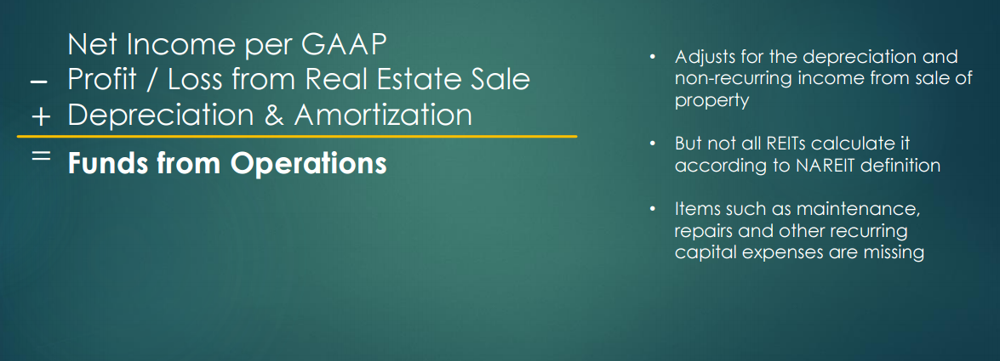 Net Income per GAAP
– Profit / Loss from Real Estate Sale
+ Depreciation & Amortization
= Funds from Operations
• Adjusts for the depreciation and
non-recurring income from sale of
property
• But not all REITs calculate it
according to NAREIT definition
• Items such as maintenance,
repairs and other recurring
capital expenses are missing